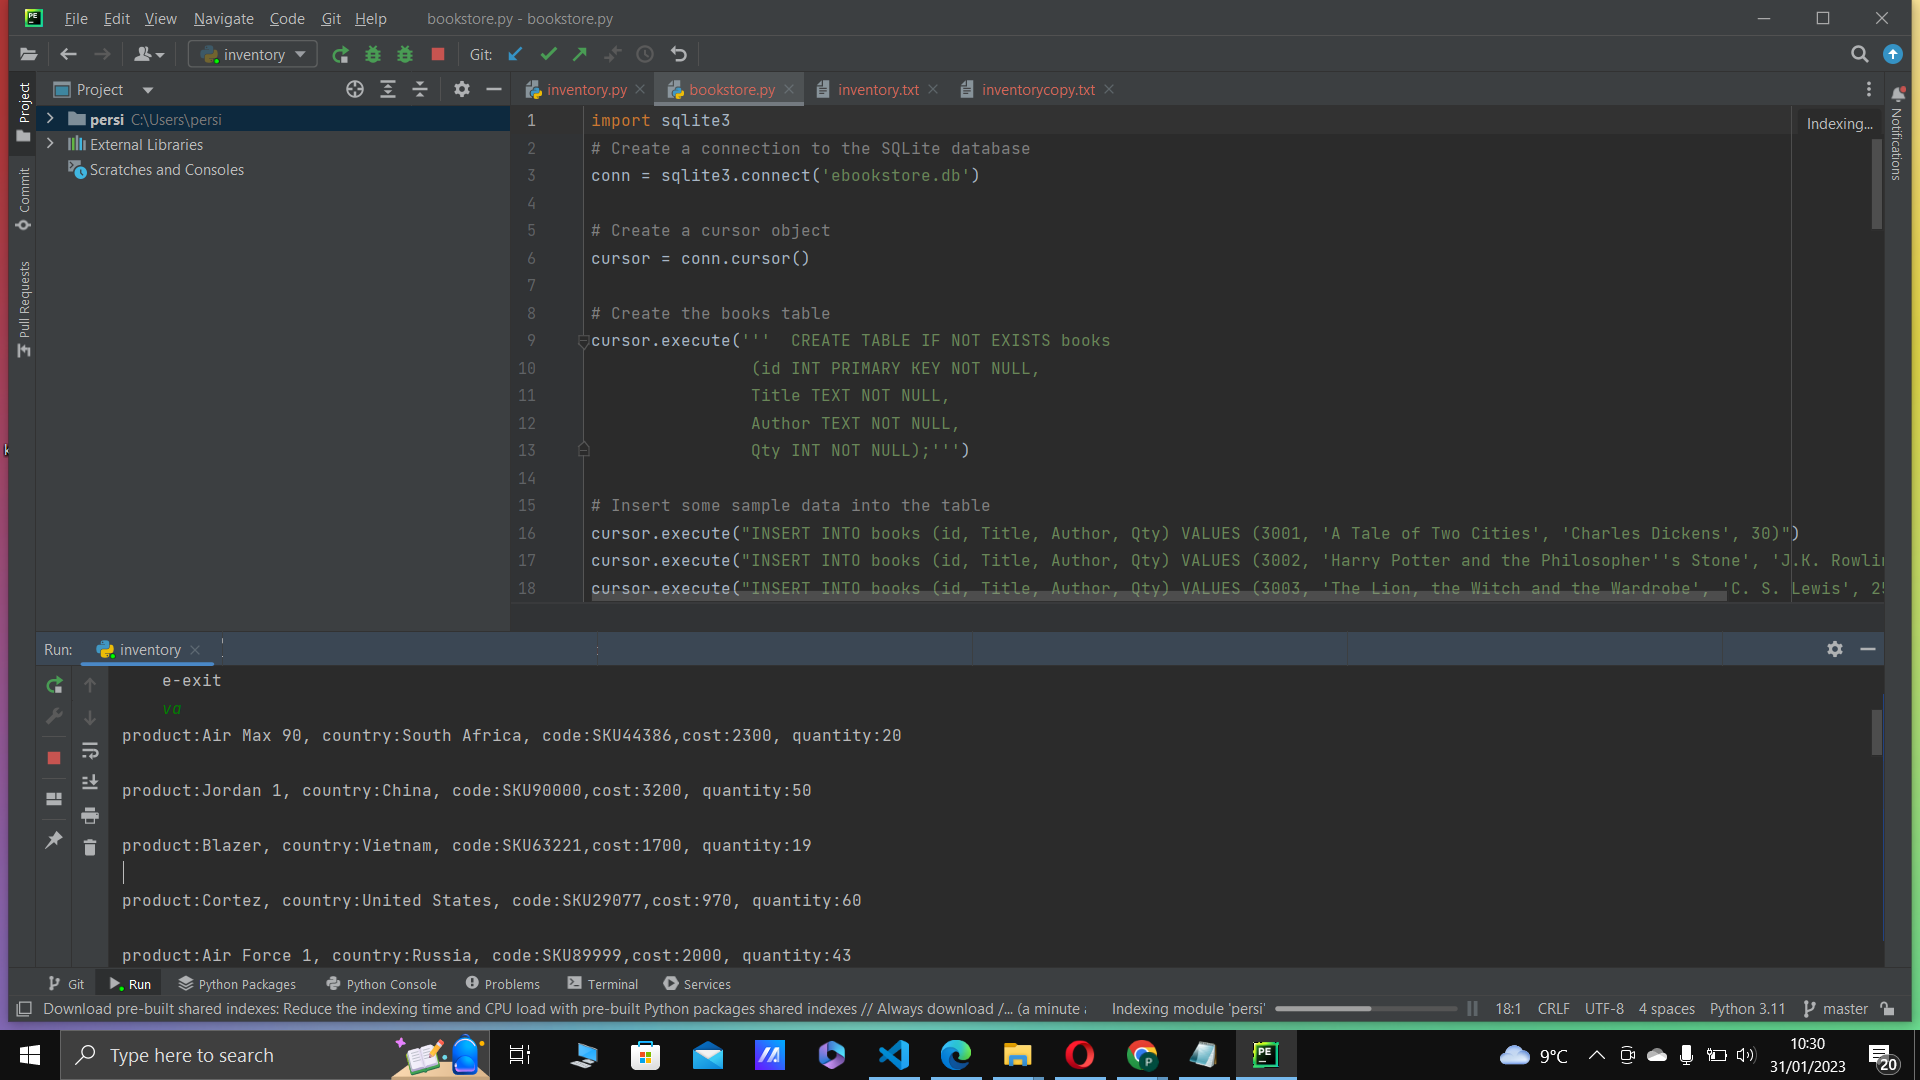 PE File Edit View Navigate Code Git Help bookstore.py - bookstore.py
inventory Git:
Project
inventory.py bookstore.py inventory.txt inventorycopy.txt
Project
Commit
Pull Requests
persi C:\Users\persi
External Libraries
Scratches and Consoles
Indexing...
Notifications
1 import sqlite3
2 # Create a connection to the SQLite database
3 conn = sqlite3.connect('ebookstore.db')
4
5 # Create a cursor object
6 cursor = conn.cursor()
7
8 # Create the books table
9 cursor.execute('''  CREATE TABLE IF NOT EXISTS books
10 (id INT PRIMARY KEY NOT NULL,
11 Title TEXT NOT NULL,
12 Author TEXT NOT NULL,
13 Qty INT NOT NULL);''')
14
15 # Insert some sample data into the table
16 cursor.execute("INSERT INTO books (id, Title, Author, Qty) VALUES (3001, 'A Tale of Two Cities', 'Charles Dickens', 30)")
17 cursor.execute("INSERT INTO books (id, Title, Author, Qty) VALUES (3002, 'Harry Potter and the Philosopher''s Stone', 'J.K. Rowlin
18 cursor.execute("INSERT INTO books (id, Title, Author, Qty) VALUES (3003, 'The Lion, the Witch and the Wardrobe', 'C. S. Lewis', 25
Run: inventory
e-exit
va
product:Air Max 90, country:South Africa, code:SKU44386,cost:2300, quantity:20
product:Jordan 1, country:China, code:SKU90000,cost:3200, quantity:50
product:Blazer, country:Vietnam, code:SKU63221,cost:1700, quantity:19
product:Cortez, country:United States, code:SKU29077,cost:970, quantity:60
product:Air Force 1, country:Russia, code:SKU89999,cost:2000, quantity:43
Git Run Python Packages Python Console Problems Terminal Services
Download pre-built shared indexes: Reduce the indexing time and CPU load with pre-built Python packages shared indexes // Always download /... (a minute a Indexing module 'persi' 18:1 CRLF UTF-8 4 spaces Python 3.11 master
Type here to search PE 9°C 10:30
31/01/2023 20